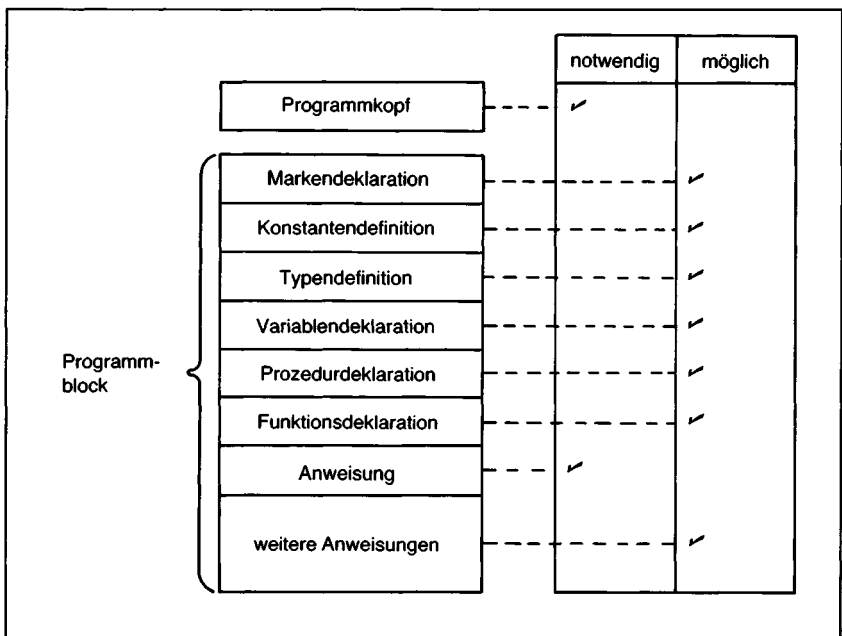 notwendig
möglich
Programmkopf
Markendeklaration
Konstantendefinition
Typendefinition
Variablendeklaration
Programm-
block
Prozedurdeklaration
Funktionsdeklaration
Anweisung
weitere Anweisungen